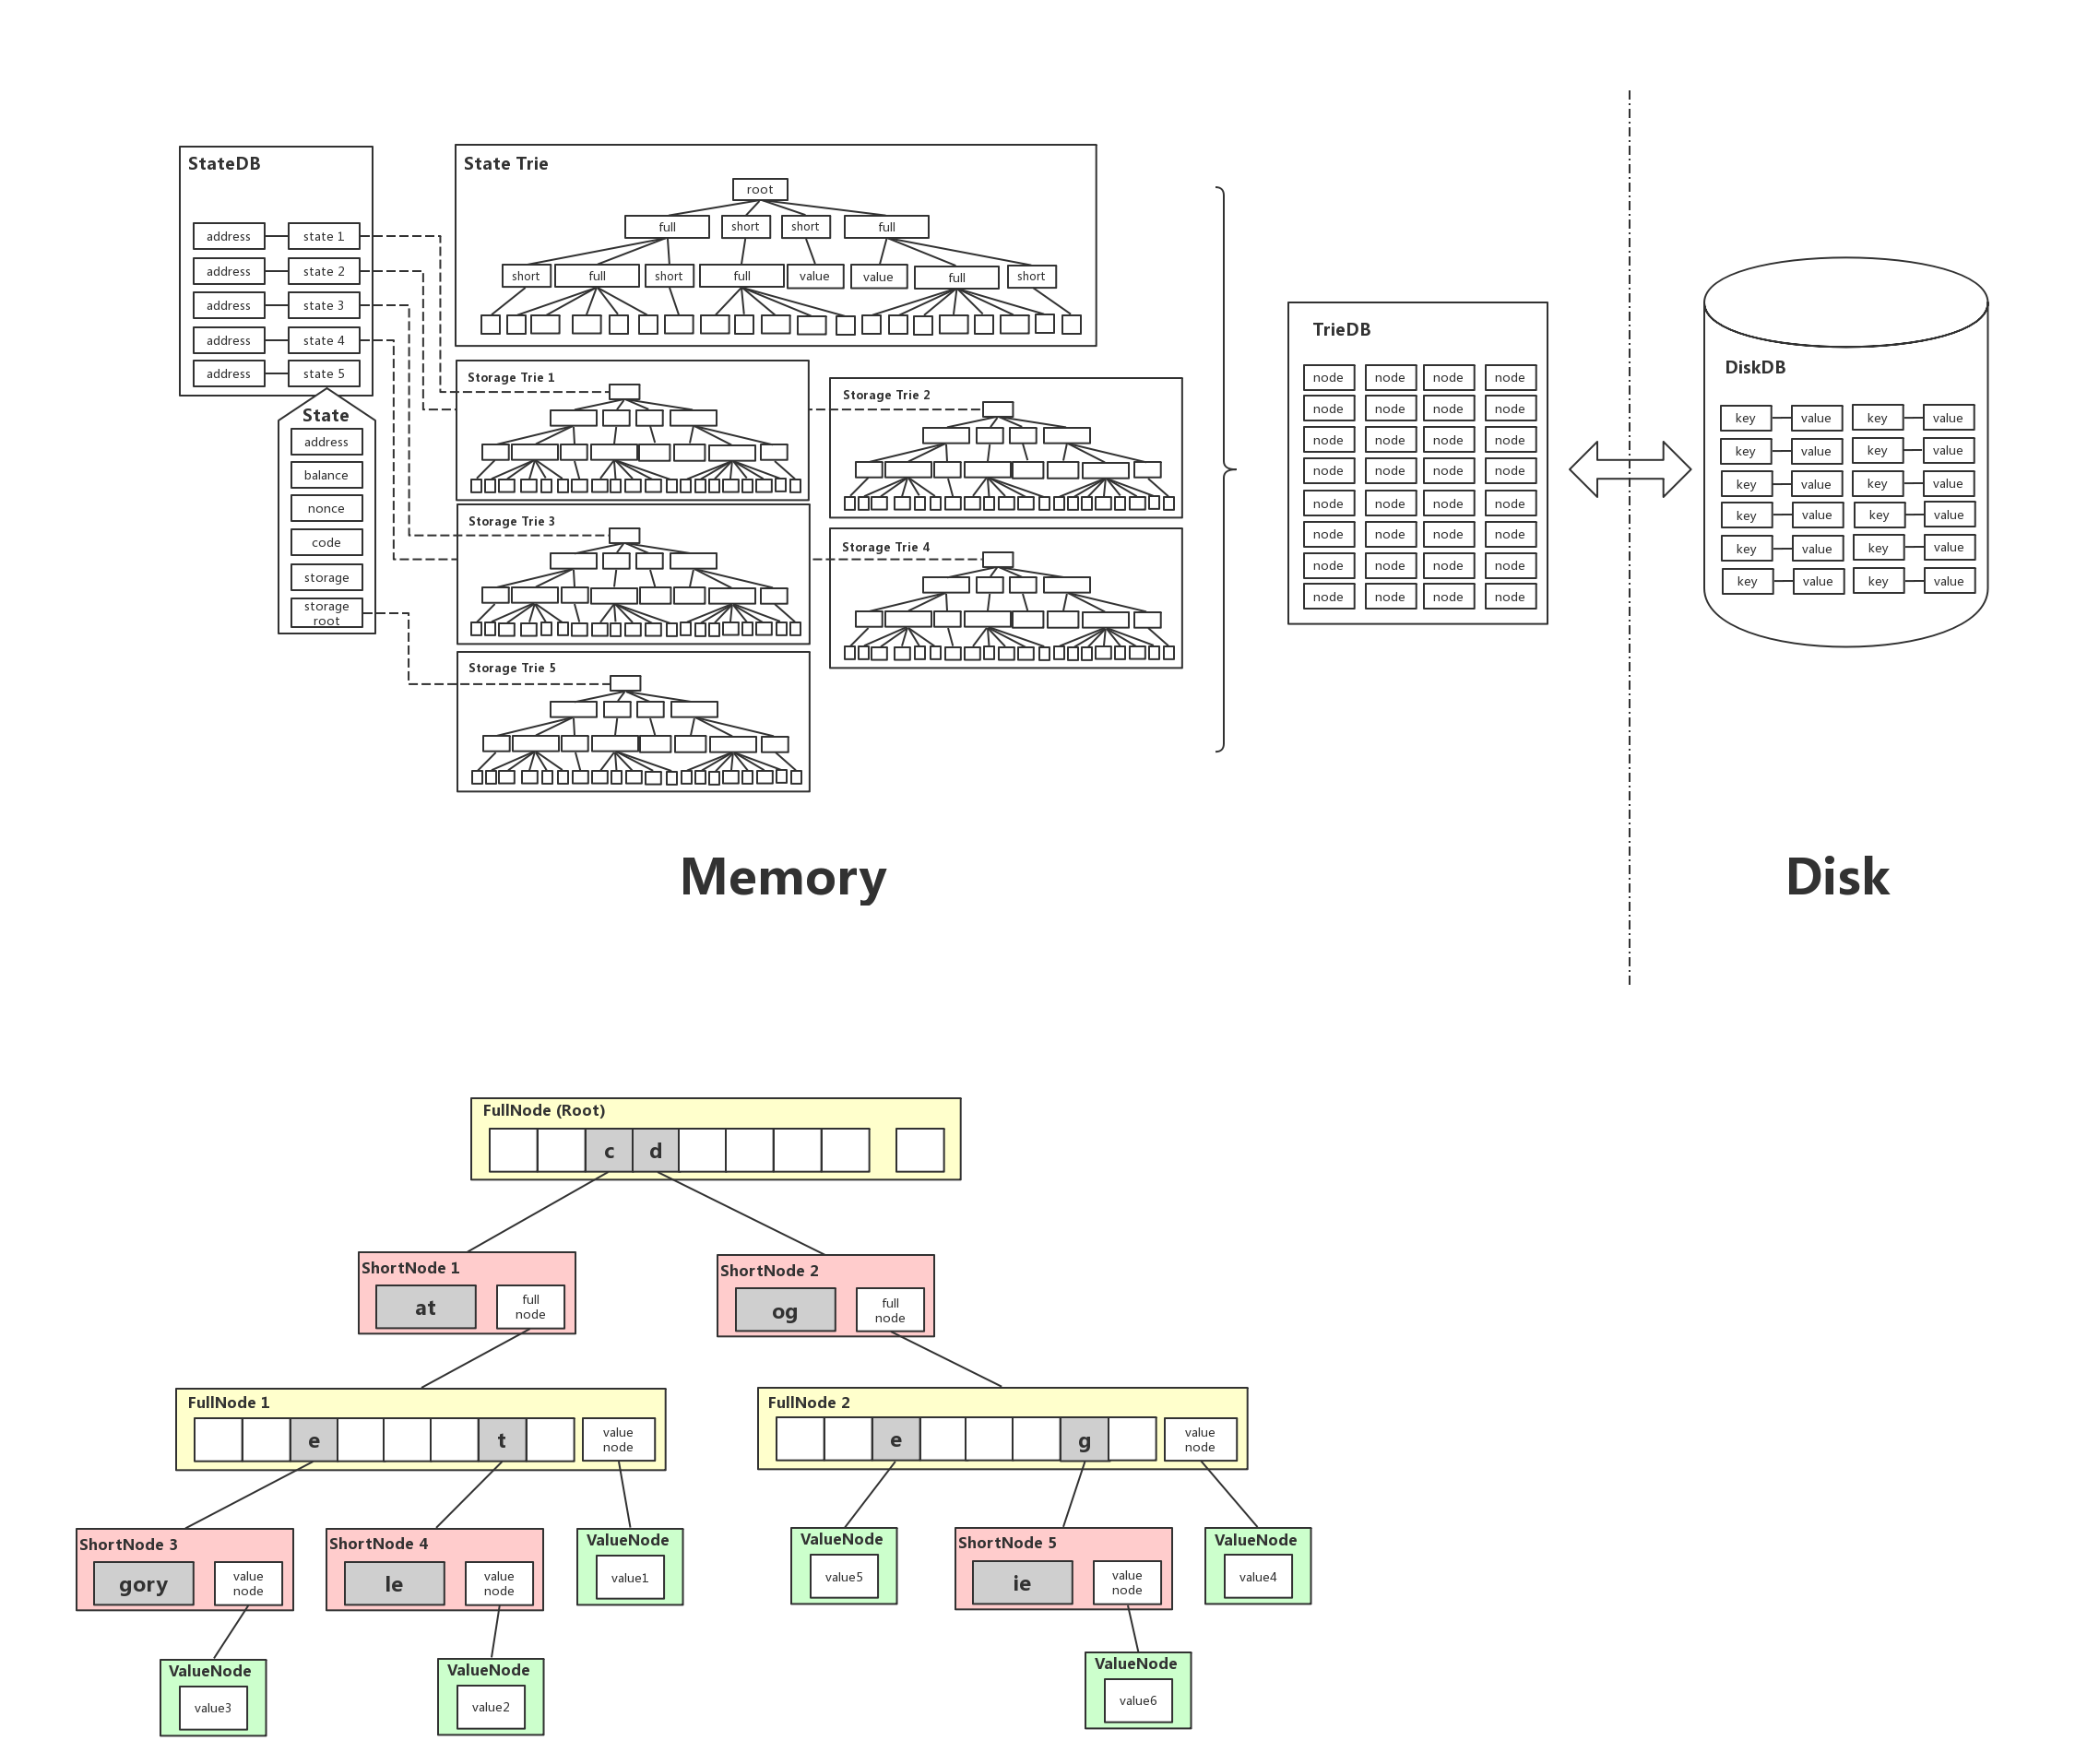 StateDB
address
state 1
address
state 2
address
state 3
address
state 4
address
state 5
State
address
balance
nonce
code
storage
storage
root
State Trie
root
full
short
short
full
short
full
short
full
value
value
full
short
Storage Trie 1
Storage Trie 2
Storage Trie 3
Storage Trie 4
Storage Trie 5
TrieDB
node node node node
node node node node
node node node node
node node node node
node node node node
node node node node
node node node node
node node node node
DiskDB
key value key value
key value key value
key value key value
key value key value
key value key value
key value key value
Memory
Disk
FullNode (Root)
c d
ShortNode 1
at
full
node
ShortNode 2
og
full
node
FullNode 1
e
t
value
node
FullNode 2
e
g
value
node
ShortNode 3
gory
value
node
ShortNode 4
le
value
node
ValueNode
value1
ValueNode
value5
ShortNode 5
ie
value
node
ValueNode
value4
ValueNode
value3
ValueNode
value2
ValueNode
value6